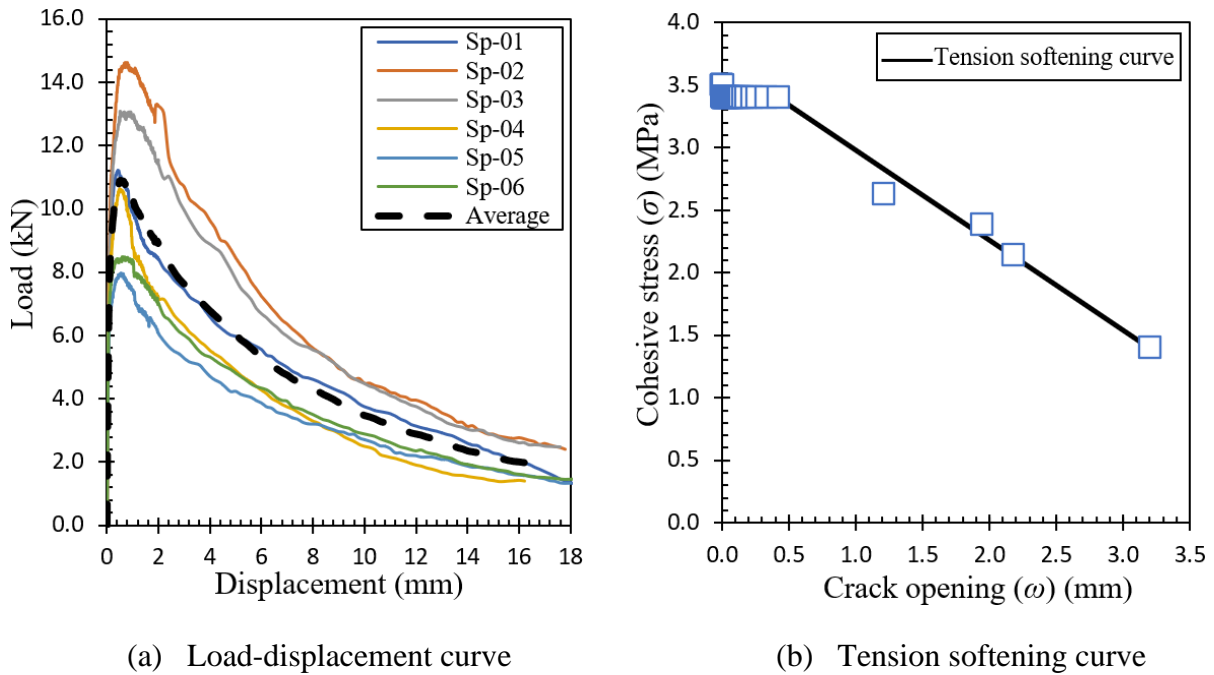 16.0
14.0
12.0
10.0
8.0
6.0
4.0
2.0
0.0
Load (kN)
Sp-01
Sp-02
Sp-03
Sp-04
Sp-05
Sp-06
Average
0 2 4 6 8 10 12 14 16 18
Displacement (mm)
(a) Load-displacement curve
4.0
3.5
3.0
2.5
2.0
1.5
1.0
0.5
0.0
Cohesive stress (σ) (MPa)
Tension softening curve
0.0 0.5 1.0 1.5 2.0 2.5 3.0 3.5
Crack opening (ω) (mm)
(b) Tension softening curve